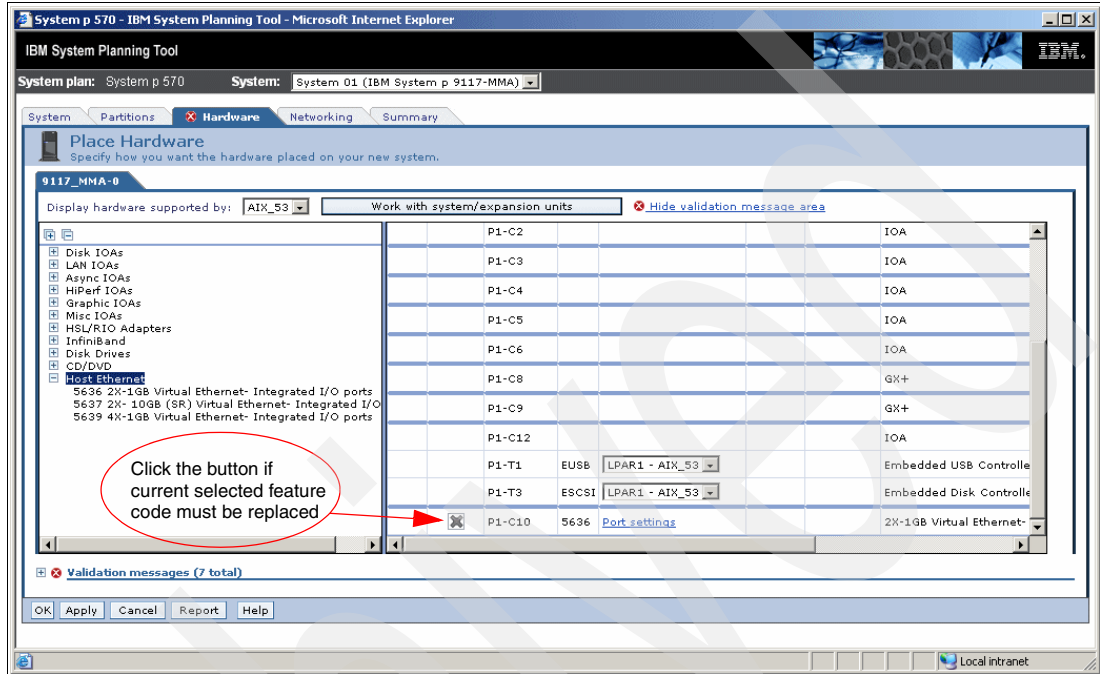 System p 570 - IBM System Planning Tool - Microsoft Internet Explorer
IBM System Planning Tool
IBM.
System plan: System p 570 System: System 01 (IBM System p 9117-MMA)
System Partitions Hardware Networking Summary
Place Hardware
Specify how you want the hardware placed on your new system.
9117_MMA-0
Display hardware supported by: AIX_53 Work with system/expansion units Hide validation message area
Disk IOAs
LAN IOAs
Async IOAs
HiPerf IOAs
Graphic IOAs
Misc IOAs
HSL/RIO Adapters
InfiniBand
Disk Drives
CD/DVD
Host Ethernet
5636 2X-1GB Virtual Ethernet- Integrated I/O ports
5637 2X- 10GB (SR) Virtual Ethernet- Integrated I/O
5639 4X-1GB Virtual Ethernet- Integrated I/O ports
P1-C2 IOA
P1-C3 IOA
P1-C4 IOA
P1-C5 IOA
P1-C6 IOA
P1-C8 GX+
P1-C9 GX+
P1-C12 IOA
P1-T1 EUSB LPAR1 - AIX_53 Embedded USB Controlle
P1-T3 ESCSI LPAR1 - AIX_53 Embedded Disk Controlle
P1-C10 5636 Port settings 2X-1GB Virtual Ethernet-
Click the button if
current selected feature
code must be replaced
Validation messages (7 total)
OK Apply Cancel Report Help
Local intranet